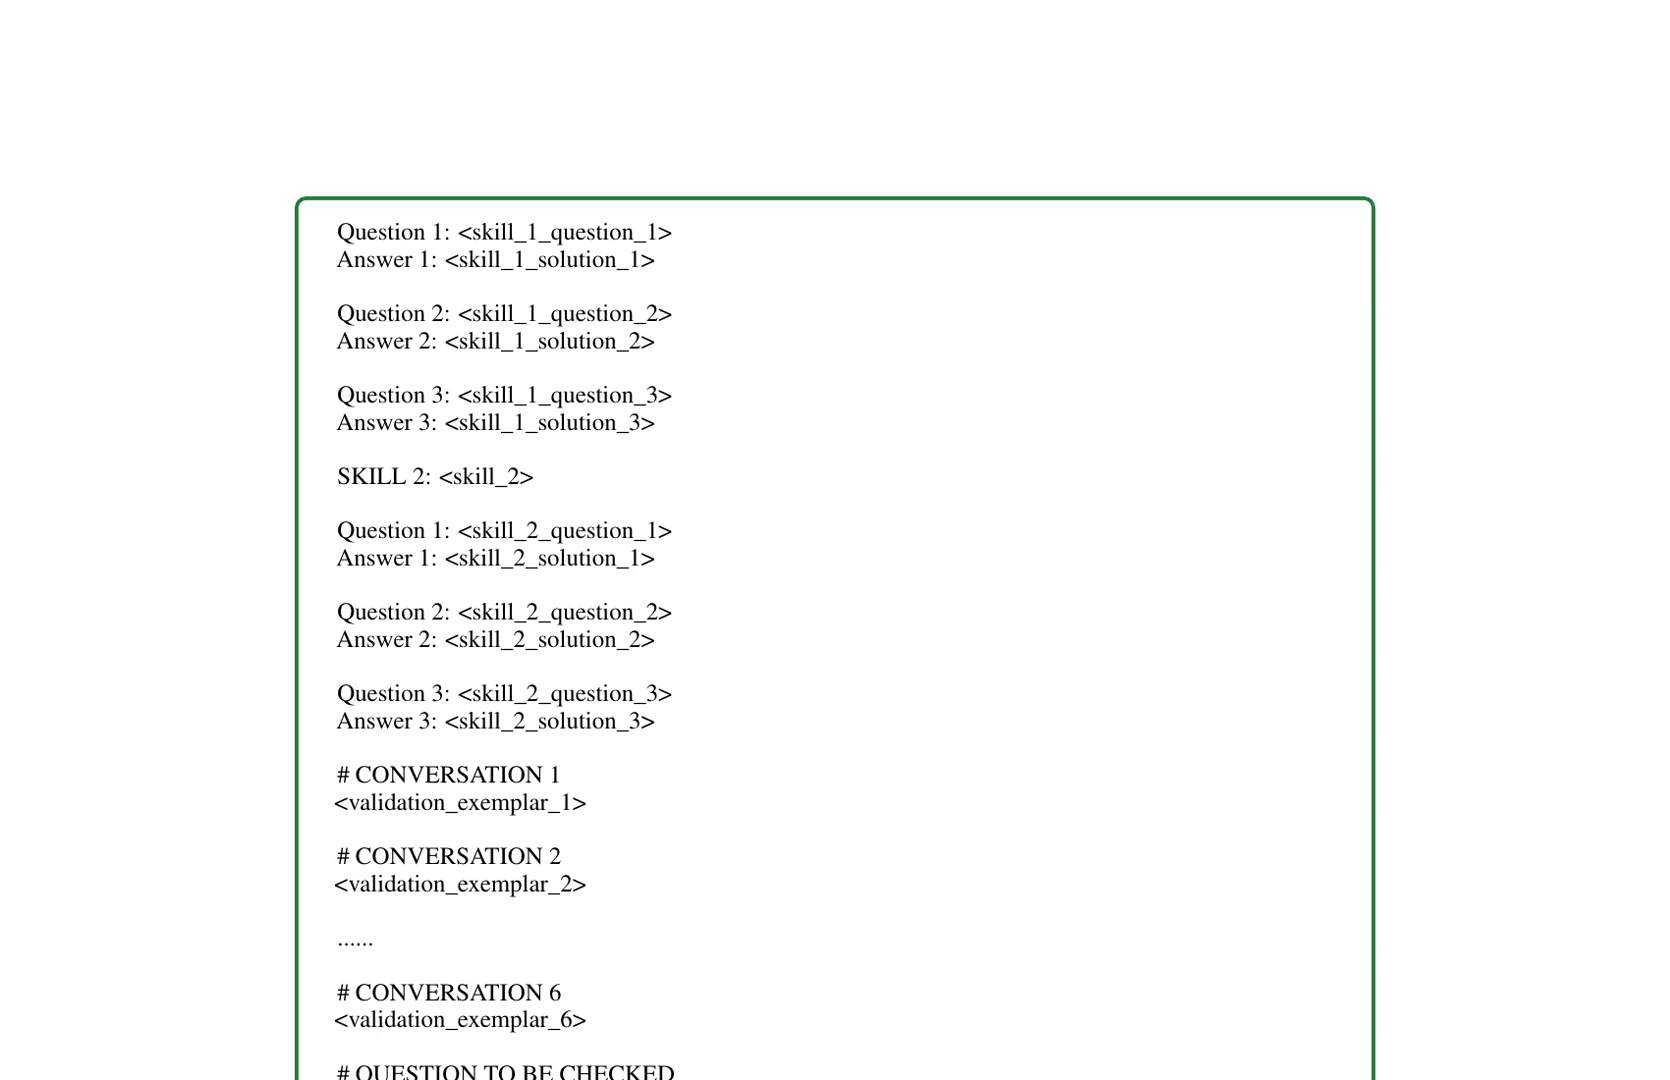 Question 1: <skill_1_question_1>
Answer 1: <skill_1_solution_1>
Question 2: <skill_1_question_2>
Answer 2: <skill_1_solution_2>
Question 3: <skill_1_question_3>
Answer 3: <skill_1_solution_3>
SKILL 2: <skill_2>
Question 1: <skill_2_question_1>
Answer 1: <skill_2_solution_1>
Question 2: <skill_2_question_2>
Answer 2: <skill_2_solution_2>
Question 3: <skill_2_question_3>
Answer 3: <skill_2_solution_3>
# CONVERSATION 1
<validation_exemplar_1>
# CONVERSATION 2
<validation_exemplar_2>
......
# CONVERSATION 6
<validation_exemplar_6>
# QUESTION TO BE CHECKED